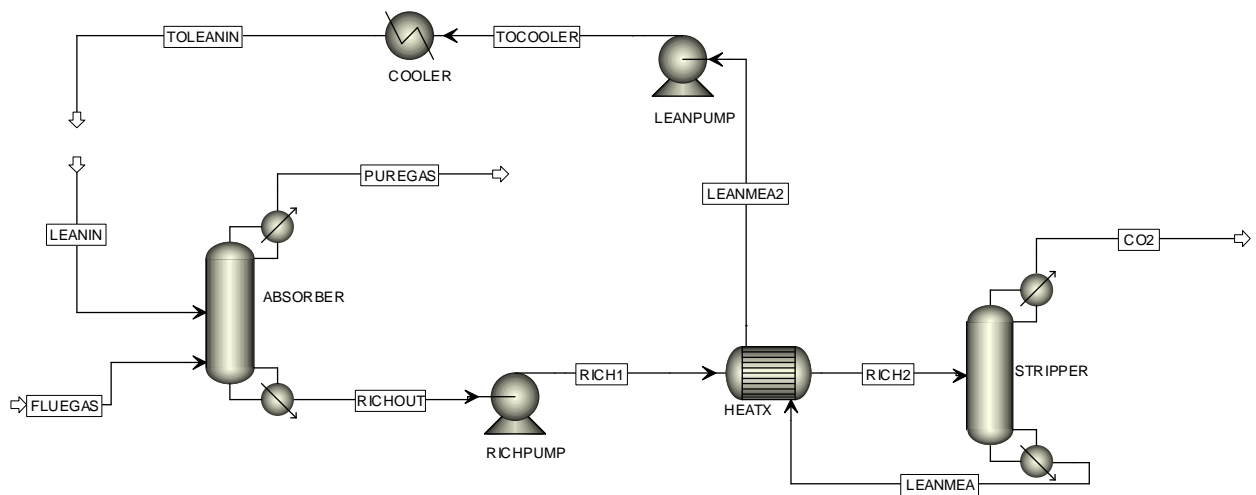 TOLEANIN
TOCOOLER
COOLER
LEANPUMP
PUREGAS
LEANMEA2
LEANIN
CO2
ABSORBER
RICH1
RICH2
STRIPPER
FLUEGAS
RICHOUT
HEATX
RICHPUMP
LEANMEA